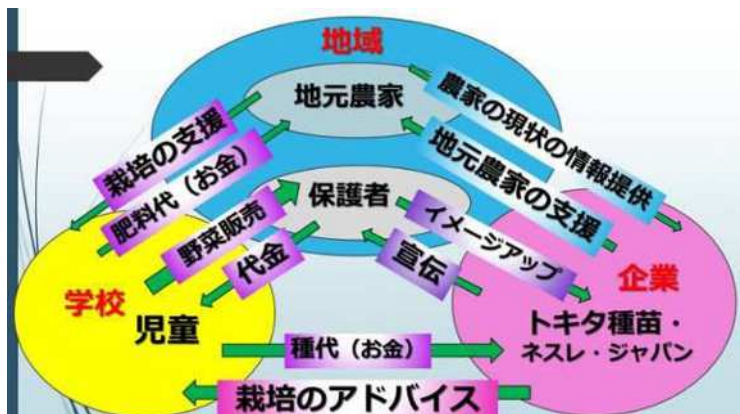 地域
地元農家
農家の現状の情報提供
栽培の支援
肥料代（お金）
地元農家の支援
保護者
野菜販売
代金
イメージアップ
宣伝
学校
児童
企業
トキタ種苗・
ネスレ・ジャパン
種代（お金）
栽培のアドバイス